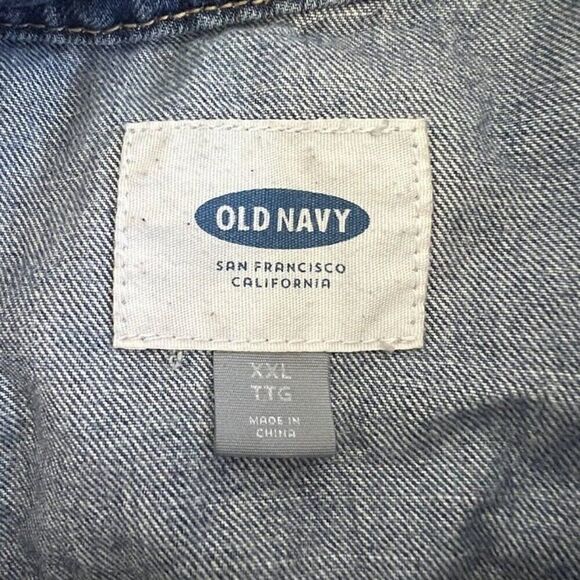 OLD NAVY
SAN FRANCISCO
CALIFORNIA
XXL
TTG
MADE IN
CHINA